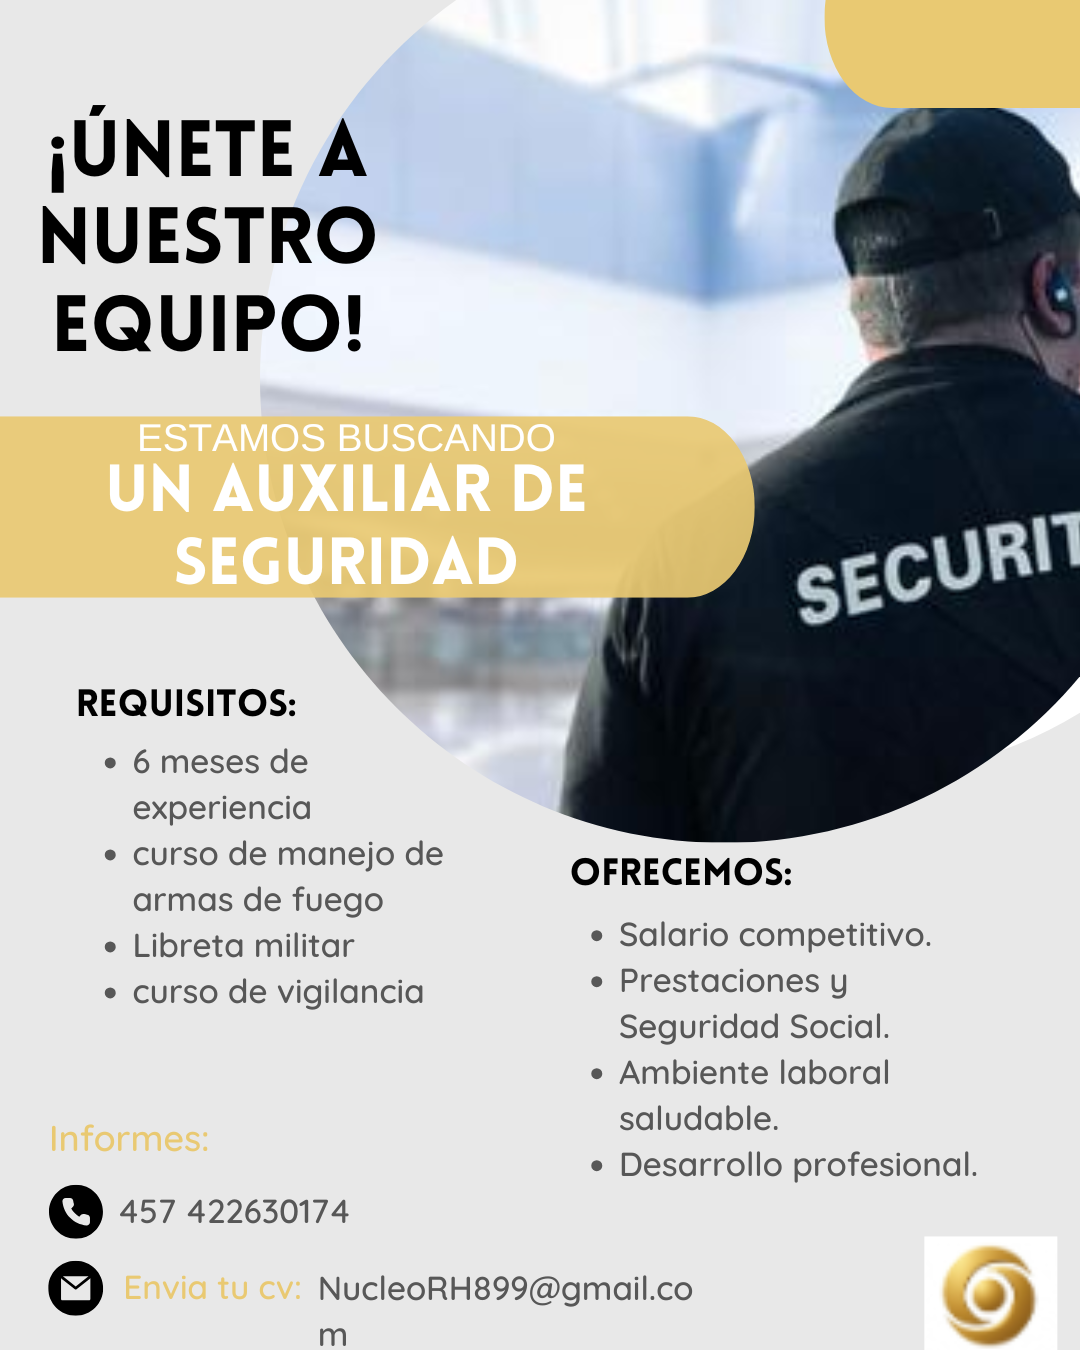 ¡ÚNETE A
NUESTRO
EQUIPO!
ESTAMOS BUSCANDO
UN AUXILIAR DE
SEGURIDAD
SECURIT
REQUISITOS:
• 6 meses de
experiencia
• curso de manejo de
armas de fuego
• Libreta militar
• curso de vigilancia
OFRECEMOS:
• Salario competitivo.
• Prestaciones y
Seguridad Social.
• Ambiente laboral
saludable.
• Desarrollo profesional.
Informes:
457 422630174
Envia tu cv: NucleoRH899@gmail.co
m